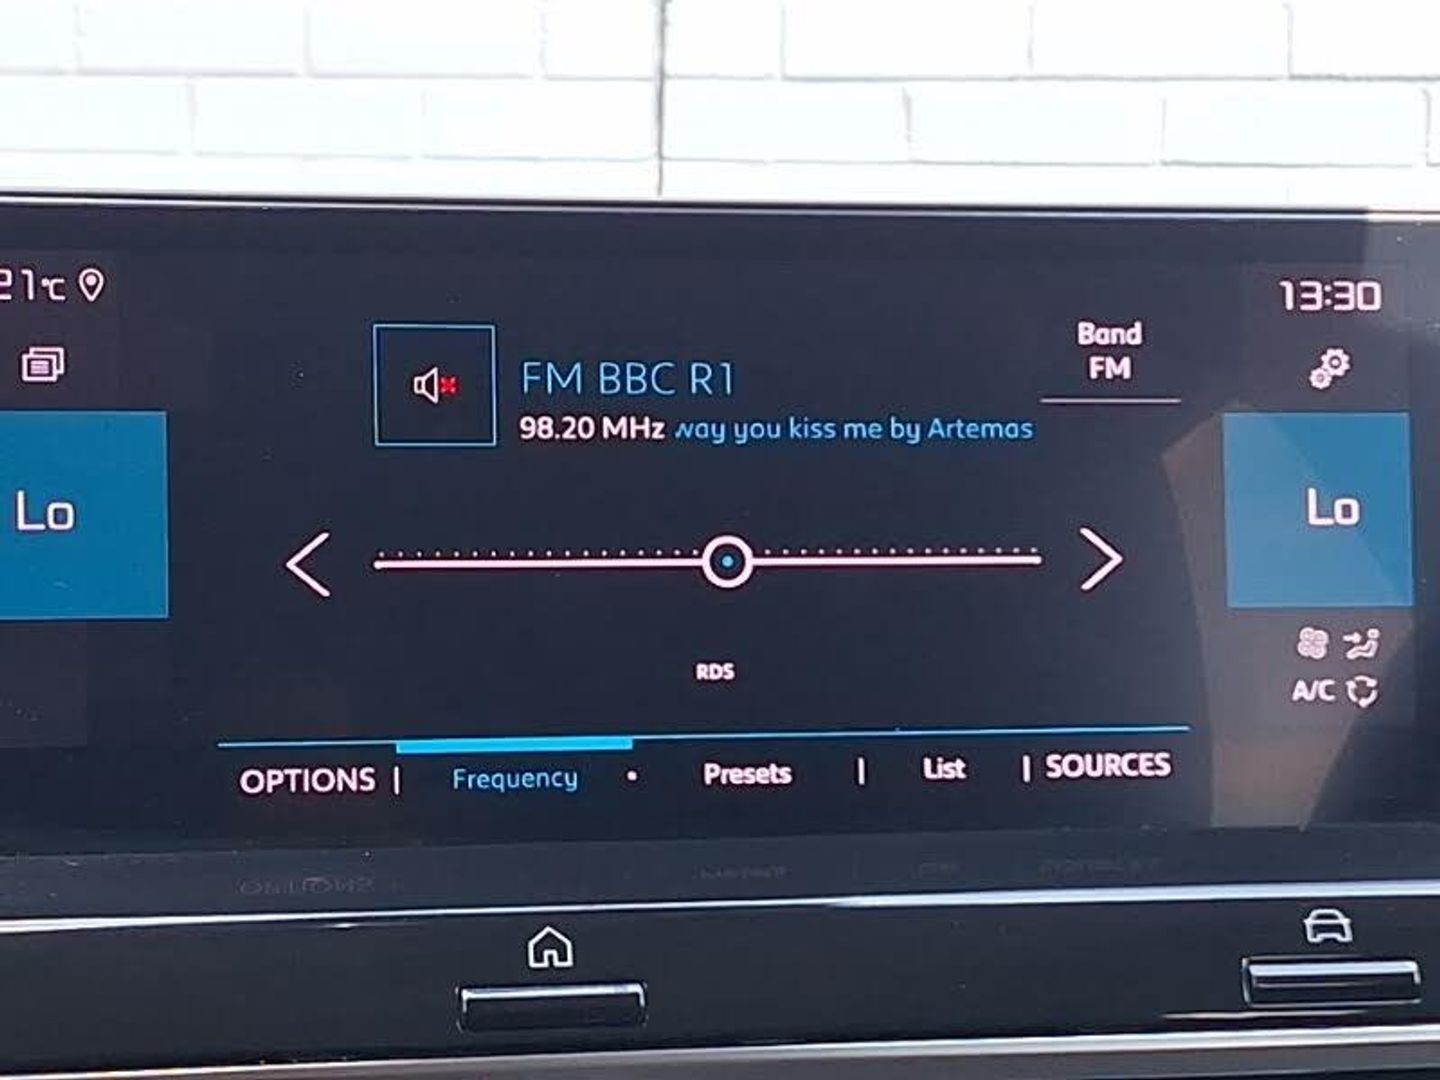 21°C
13:30
Band
FM
FM BBC R1
98.20 MHz way you kiss me by Artemas
Lo
Lo
RDS
A/C
OPTIONS | Frequency • Presets | List | SOURCES